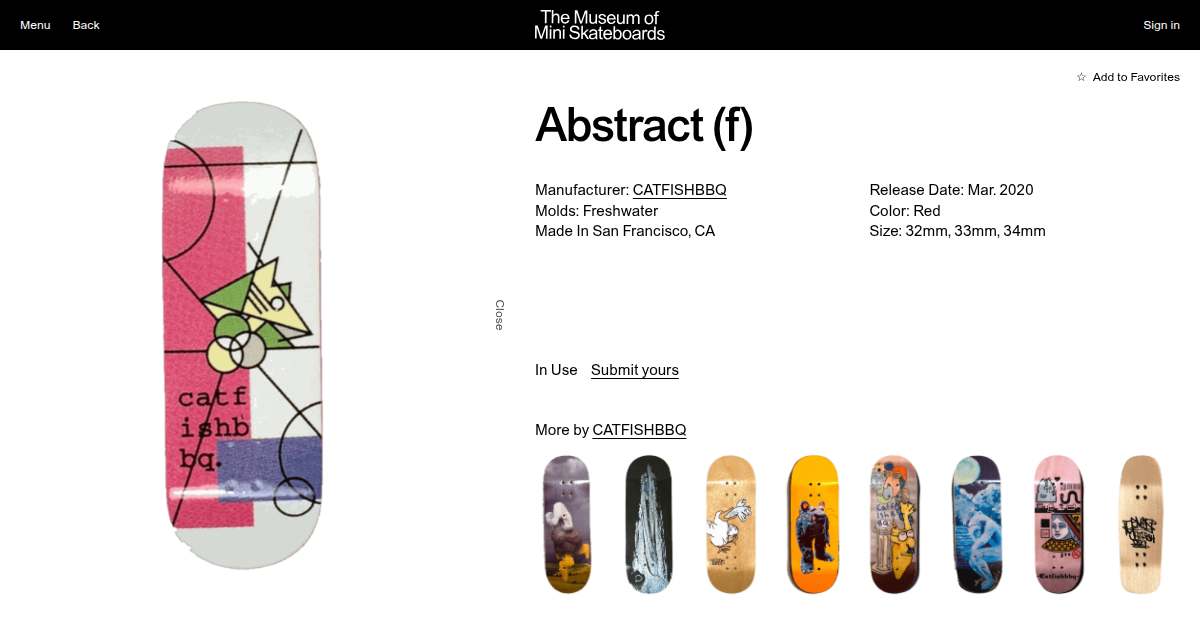 Menu
Back
The Museum of
Mini Skateboards
Sign in
☆ Add to Favorites
Abstract (f)
Manufacturer: CATFISHBBQ
Molds: Freshwater
Made In San Francisco, CA
Release Date: Mar. 2020
Color: Red
Size: 32mm, 33mm, 34mm
catf
ishb
bq.
Close
In Use
Submit yours
More by CATFISHBBQ
Catfishbbq